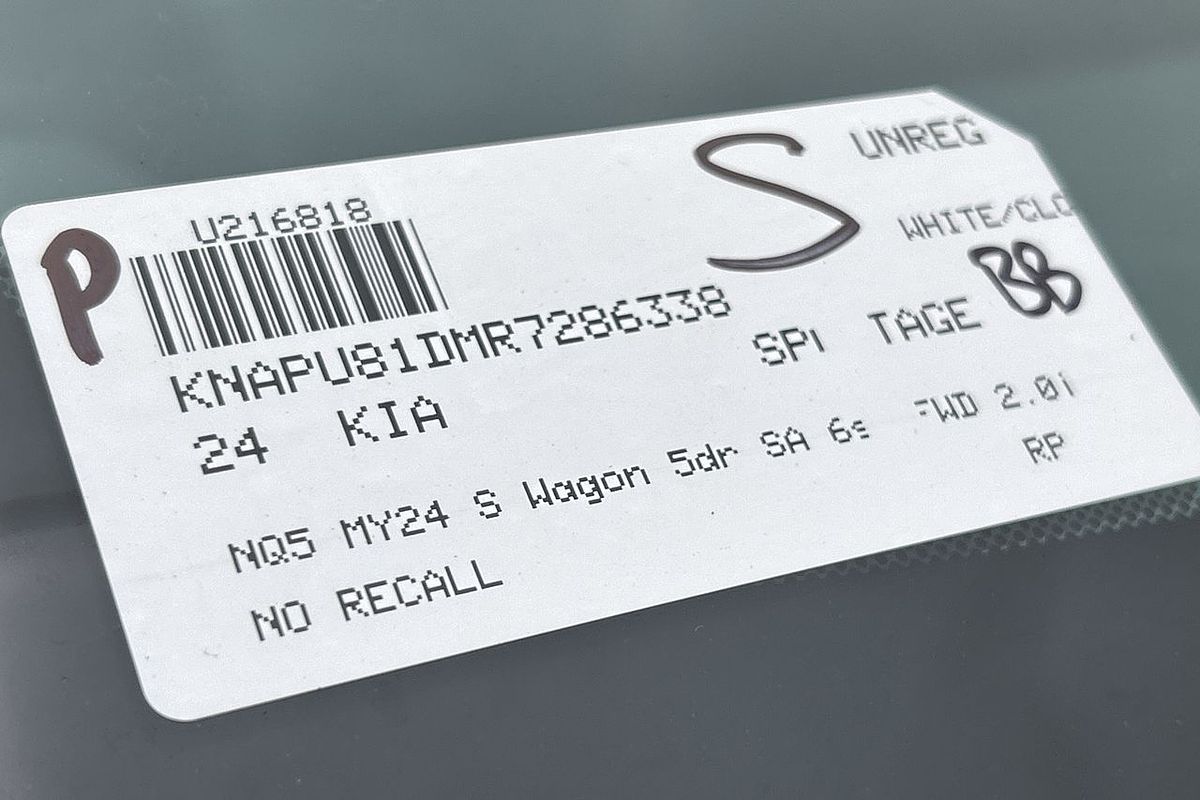 UNREG
S
U216818
WHITE/CLO
P
BB
KNAPU81DMR7286338
SPi TAGE
24 KIA
NQ5 MY24 S Wagon 5dr SA 6s FWD 2.0i
RP
NO RECALL